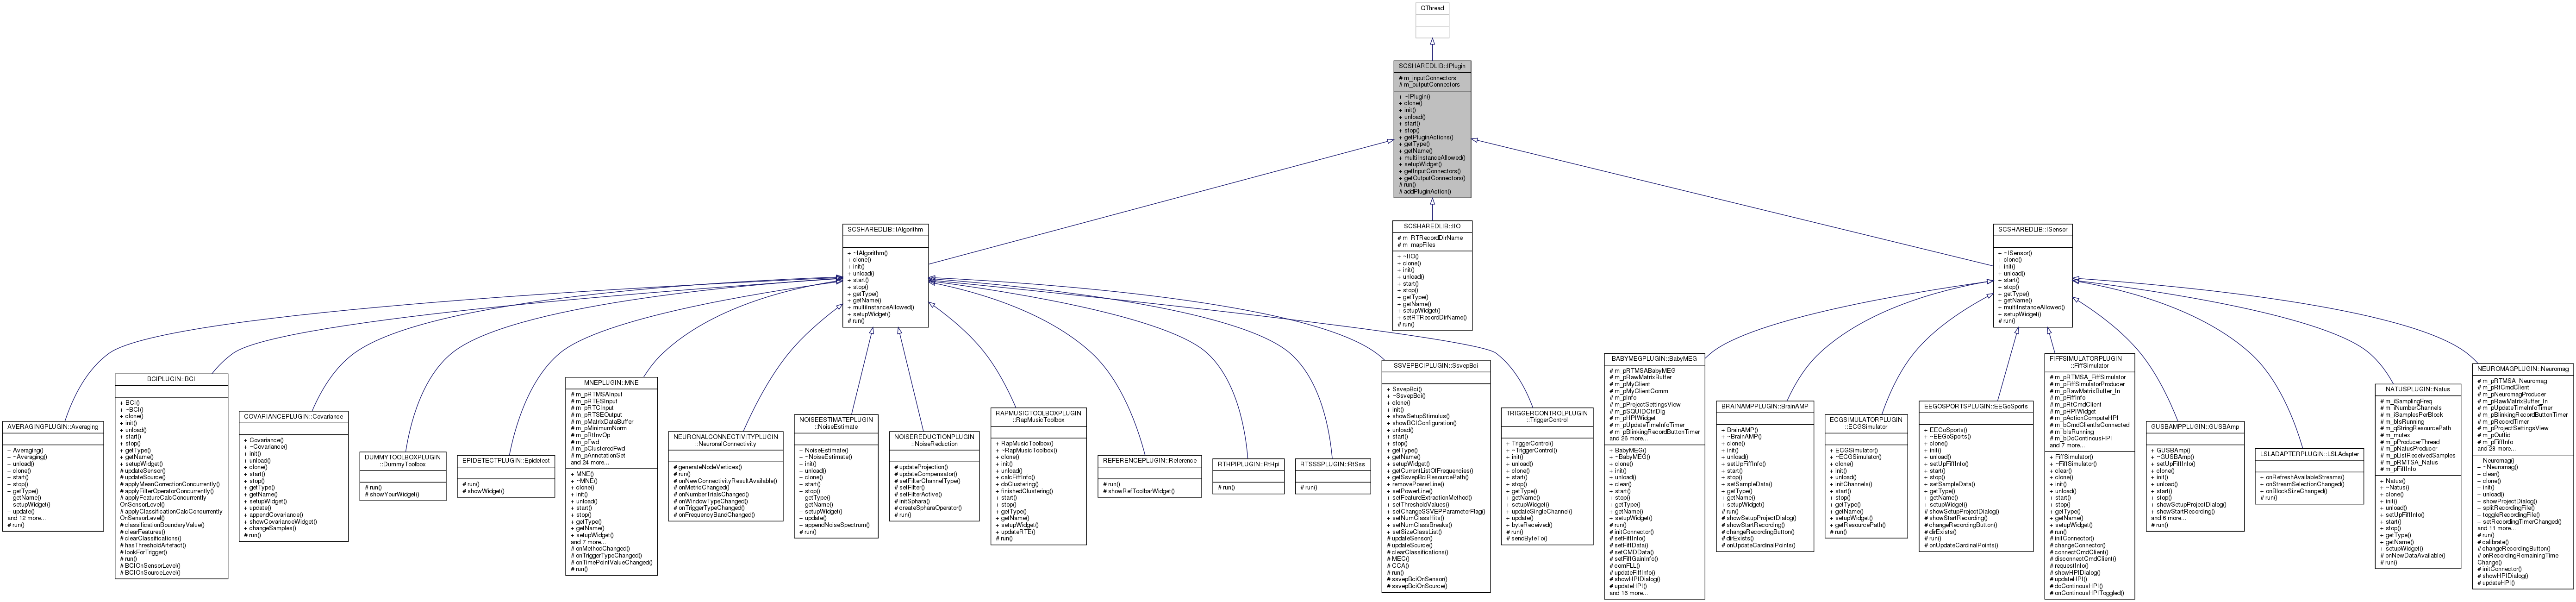 QThread
SCSHAREDLIB::IPlugin
# m_inputConnectors
# m_outputConnectors
+ ~IPlugin()
+ clone()
+ init()
+ unload()
+ start()
+ stop()
+ getPluginActions()
+ getType()
+ getName()
+ multiInstanceAllowed()
+ setupWidget()
+ getInputConnectors()
+ getOutputConnectors()
# run()
# addPluginAction()
SCSHAREDLIB::IAlgorithm
+ ~IAlgorithm()
+ clone()
+ init()
+ unload()
+ start()
+ stop()
+ getType()
+ getName()
+ multiInstanceAllowed()
+ setupWidget()
# run()
SCSHAREDLIB::IIO
# m_RTRecordDirName
# m_mapFiles
+ ~IIO()
+ clone()
+ init()
+ unload()
+ start()
+ stop()
+ getType()
+ getName()
+ setupWidget()
+ setRTRecordDirName()
# run()
SCSHAREDLIB::ISensor
+ ~ISensor()
+ clone()
+ init()
+ unload()
+ start()
+ stop()
+ getType()
+ getName()
+ multiInstanceAllowed()
+ setupWidget()
# run()
AVERAGINGPLUGIN::Averaging
+ Averaging()
+ ~Averaging()
+ unload()
+ clone()
+ start()
+ stop()
+ getType()
+ getName()
+ setupWidget()
+ update()
and 12 more...
# run()
BCIPLUGIN::BCI
+ BCI()
+ ~BCI()
+ clone()
+ init()
+ unload()
+ start()
+ stop()
+ getType()
+ getName()
+ setupWidget()
# updateSensor()
# updateSource()
# applyMeanCorrectionConcurrently()
# applyFilterOperatorConcurrently()
# applyFeatureCalcConcurrently
OnSensorLevel()
# applyClassificationCalcConcurrently
OnSensorLevel()
# classificationBoundaryValue()
# clearFeatures()
# clearClassifications()
# hasThresholdArtefact()
# lookForTrigger()
# run()
# BCIOnSensorLevel()
# BCIOnSourceLevel()
COVARIANCEPLUGIN::Covariance
+ Covariance()
+ ~Covariance()
+ init()
+ unload()
+ clone()
+ start()
+ stop()
+ getType()
+ getName()
+ setupWidget()
+ update()
+ appendCovariance()
+ showCovarianceWidget()
+ changeSamples()
# run()
DUMMYTOOLBOXPLUGIN
::DummyToolbox
# run()
# showYourWidget()
EPIDETECTPLUGIN::Epidetect
# run()
# showWidget()
MNEPLUGIN::MNE
# m_pRTMSAInput
# m_pRTESInput
# m_pRTCInput
# m_pRTSEOutput
# m_pMatrixDataBuffer
# m_pMinimumNorm
# m_pRtInvOp
# m_pFwd
# m_pClusteredFwd
# m_pAnnotationSet
and 24 more...
+ MNE()
+ ~MNE()
+ clone()
+ init()
+ unload()
+ start()
+ stop()
+ getType()
+ getName()
+ setupWidget()
and 7 more...
# onMethodChanged()
# onTriggerTypeChanged()
# onTimePointValueChanged()
# run()
NEURONALCONNECTIVITYPLUGIN
::NeuronalConnectivity
# generateNodeVertices()
# run()
# onNewConnectivityResultAvailable()
# onMetricChanged()
# onNumberTrialsChanged()
# onWindowTypeChanged()
# onTriggerTypeChanged()
# onFrequencyBandChanged()
NOISEESTIMATEPLUGIN
::NoiseEstimate
+ NoiseEstimate()
+ ~NoiseEstimate()
+ init()
+ unload()
+ clone()
+ start()
+ stop()
+ getType()
+ getName()
+ setupWidget()
+ update()
+ appendNoiseSpectrum()
# run()
NOISEREDUCTIONPLUGIN
::NoiseReduction
# updateProjection()
# updateCompensator()
# setFilterChannelType()
# setFilter()
# setFilterActive()
# initSphara()
# createSpharaOperator()
# run()
RAPMUSICTOOLBOXPLUGIN
::RapMusicToolbox
+ RapMusicToolbox()
+ ~RapMusicToolbox()
+ clone()
+ init()
+ unload()
+ calcFiffInfo()
+ doClustering()
+ finishedClustering()
+ start()
+ stop()
+ getType()
+ getName()
+ setupWidget()
+ updateRTE()
# run()
REFERENCEPLUGIN::Reference
# run()
# showRefToolbarWidget()
RTHPIPLUGIN::RtHpi
# run()
RTSSSPLUGIN::RtSss
# run()
SSVEPBCIPLUGIN::SsvepBci
+ SsvepBci()
+ ~SsvepBci()
+ clone()
+ init()
+ showSetupStimulus()
+ showBCIConfiguration()
+ unload()
+ start()
+ stop()
+ getType()
+ getName()
+ setupWidget()
+ getCurrentListOfFrequencies()
+ getSsvepBciResourcePath()
+ removePowerLine()
+ setPowerLine()
+ setFeatureExtractionMethod()
+ setThresholdValues()
+ setChangeSSVEPParameterFlag()
+ setNumClassHits()
+ setNumClassBreaks()
+ setSizeClassList()
# updateSensor()
# updateSource()
# clearClassifications()
# MEC()
# CCA()
# run()
# ssvepBciOnSensor()
# ssvepBciOnSource()
TRIGGERCONTROLPLUGIN
::TriggerControl
+ TriggerControl()
+ ~TriggerControl()
+ init()
+ unload()
+ clone()
+ start()
+ stop()
+ getType()
+ getName()
+ setupWidget()
+ updateSingleChannel()
+ update()
+ byteReceived()
# run()
# sendByteTo()
BABYMEGPLUGIN::BabyMEG
# m_pRTMSABabyMEG
# m_pRawMatrixBuffer
# m_pMyClient
# m_pMyClientComm
# m_pInfo
# m_pProjectSettingsView
# m_pSQUIDCtrlDlg
# m_pHPIWidget
# m_pUpdateTimeInfoTimer
# m_pBlinkingRecordButtonTimer
and 26 more...
+ BabyMEG()
+ ~BabyMEG()
+ clone()
+ init()
+ unload()
+ clear()
+ start()
+ stop()
+ getType()
+ getName()
+ setupWidget()
# run()
# initConnector()
# setFiffInfo()
# setFiffData()
# setCMDData()
# setFiffGainInfo()
# comFLL()
# updateFiffInfo()
# showHPIDialog()
# updateHPI()
and 16 more...
BRAINAMPPLUGIN::BrainAMP
+ BrainAMP()
+ ~BrainAMP()
+ clone()
+ init()
+ unload()
+ setUpFiffInfo()
+ start()
+ stop()
+ setSampleData()
+ getType()
+ getName()
+ setupWidget()
# run()
# showSetupProjectDialog()
# showStartRecording()
# changeRecordingButton()
# dirExists()
# onUpdateCardinalPoints()
ECGSIMULATORPLUGIN
::ECGSimulator
+ ECGSimulator()
+ ~ECGSimulator()
+ clone()
+ init()
+ initChannels()
+ start()
+ stop()
+ getType()
+ getName()
+ setupWidget()
+ getResourcePath()
# run()
EEGOSPORTSPLUGIN::EEGoSports
+ EEGoSports()
+ ~EEGoSports()
+ clone()
+ init()
+ unload()
+ setUpFiffInfo()
+ start()
+ stop()
+ setSampleData()
+ getType()
+ getName()
+ setupWidget()
# showSetupProjectDialog()
# showStartRecording()
# changeRecordingButton()
# dirExists()
# run()
# onUpdateCardinalPoints()
FIFFSIMULATORPLUGIN
::FiffSimulator
# m_pRTMSA_FiffSimulator
# m_pFiffSimulatorProducer
# m_pRawMatrixBuffer_In
# m_pFiffInfo
# m_pRtCmdClient
# m_pHPIWidget
# m_pActionComputeHPI
# m_bCmdClientIsConnected
# m_bIsRunning
# m_bDoContinousHPI
and 7 more...
+ FiffSimulator()
+ ~FiffSimulator()
+ clear()
+ clone()
+ init()
+ unload()
+ start()
+ stop()
+ getType()
+ getName()
+ setupWidget()
# run()
# initConnector()
# changeConnector()
# connectCmdClient()
# disconnectCmdClient()
# requestInfo()
# showHPIDialog()
# updateHPI()
# doContinousHPI()
# onContinousHPIToggled()
GUSBAMPPLUGIN::GUSBAmp
+ GUSBAmp()
+ ~GUSBAmp()
+ setUpFiffInfo()
+ clone()
+ init()
+ unload()
+ start()
+ stop()
+ showSetupProjectDialog()
+ showStartRecording()
and 6 more...
# run()
LSLADAPTERPLUGIN::LSLAdapter
+ onRefreshAvailableStreams()
+ onStreamSelectionChanged()
+ onBlockSizeChanged()
# run()
NATUSPLUGIN::Natus
# m_iSamplingFreq
# m_iNumberChannels
# m_iSamplesPerBlock
# m_bIsRunning
# m_qStringResourcePath
# m_mutex
# m_pProducerThread
# m_pNatusProducer
# m_pListReceivedSamples
# m_pRMTSA_Natus
# m_pFiffInfo
+ Natus()
+ ~Natus()
+ clone()
+ init()
+ unload()
+ setUpFiffInfo()
+ start()
+ stop()
+ getType()
+ getName()
+ setupWidget()
# onNewDataAvailable()
# run()
NEUROMAGPLUGIN::Neuromag
# m_pRTMSA_Neuromag
# m_pRtCmdClient
# m_pNeuromagProducer
# m_pRawMatrixBuffer_In
# m_pUpdateTimeInfoTimer
# m_pBlinkingRecordButtonTimer
# m_pRecordTimer
# m_pProjectSettingsView
# m_pOutfid
# m_pFiffInfo
and 28 more...
+ Neuromag()
+ ~Neuromag()
+ clear()
+ clone()
+ init()
+ unload()
+ showProjectDialog()
+ splitRecordingFile()
+ toggleRecordingFile()
+ setRecordingTimerChanged()
and 11 more...
# run()
# calibrate()
# changeRecordingButton()
# onRecordingRemainingTime
Change()
# initConnector()
# showHPIDialog()
# updateHPI()